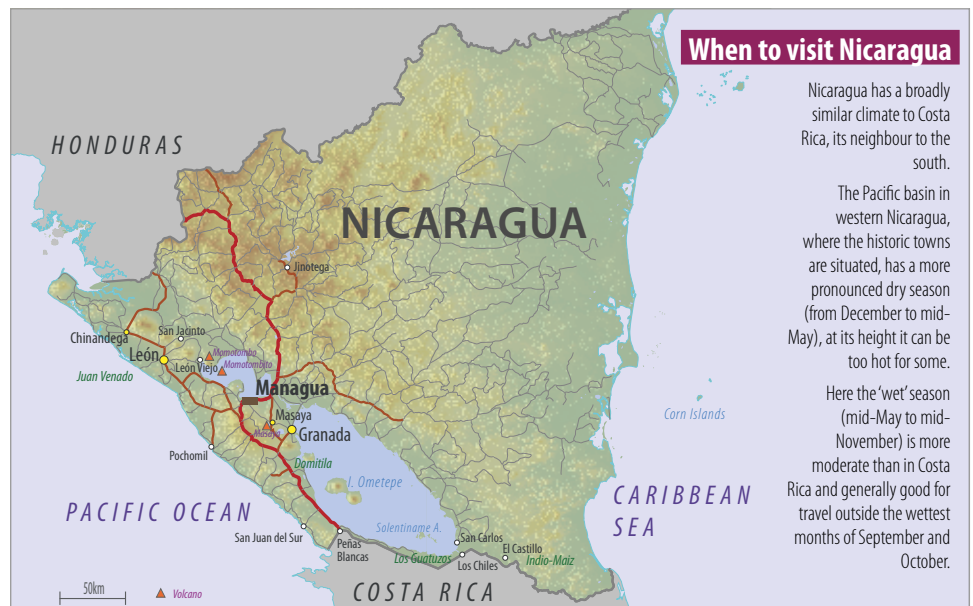 When to visit Nicaragua
Nicaragua has a broadly
similar climate to Costa
Rica, its neighbour to the
south.
The Pacific basin in
western Nicaragua,
where the historic towns
are situated, has a more
pronounced dry season
(from December to mid-
May), at its height it can be
too hot for some.
Here the ‘wet’ season
(mid-May to mid-
November) is more
moderate than in Costa
Rica and generally good for
travel outside the wettest
months of September and
October.
HONDURAS
NICARAGUA
Jinotega
San Jacinto
Chinandega
León
León Viejo
Momotombo
Momotombito
Juan Venado
Managua
Masaya
Masaya
Granada
Corn Islands
Pochomil
Domitila
I. Ometepe
CARIBBEAN
SEA
PACIFIC OCEAN
Solentiname A.
San Juan del Sur
Peñas
Blancas
San Carlos
El Castillo
Los Guatuzos
Los Chiles
Indio-Maiz
COSTA RICA
50km
Volcano